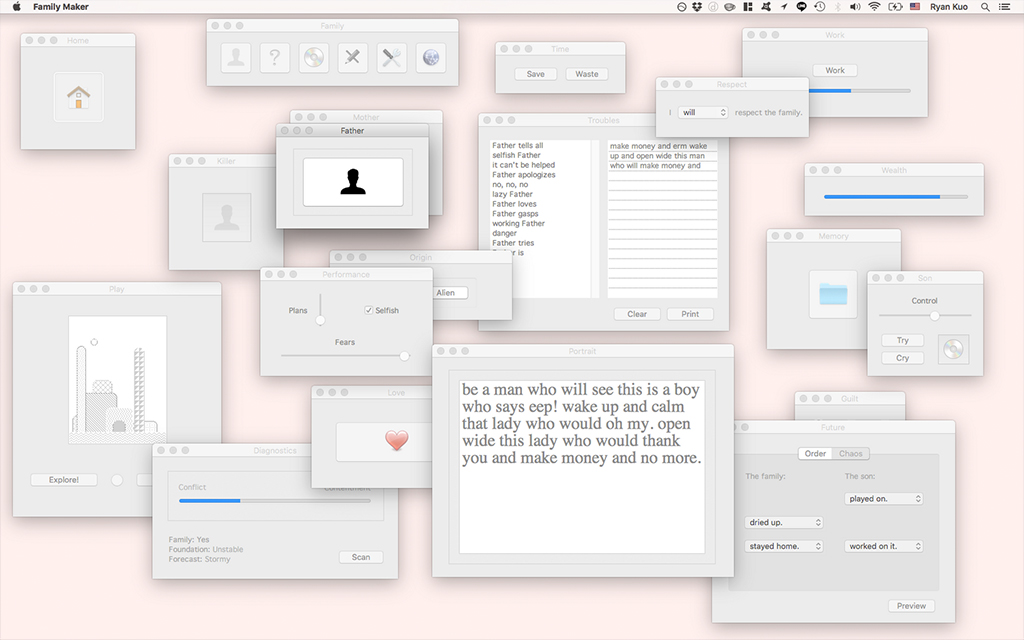 Family Maker
Ryan Kuo
Home
Family
Time
Save
Waste
Work
Work
Respect
I will respect the family.
Mother
Father
Killer
Troubles
Father tells all
selfish Father
it can't be helped
Father apologizes
no, no, no
lazy Father
Father loves
Father gasps
working Father
danger
Father tries
make money and erm wake
up and open wide this man
who will make money and
Clear
Print
Wealth
Memory
Origin
Alien
Performance
Plans
Selfish
Fears
Son
Control
Try
Cry
Play
Explore!
Portrait
be a man who will see this is a boy
who says eep! wake up and calm
that lady who would oh my. open
wide this lady who would thank
you and make money and no more.
Love
Diagnostics
Conflict
Family: Yes
Foundation: Unstable
Forecast: Stormy
Scan
Guilt
Future
Order
Chaos
The family:
The son:
played on.
dried up.
stayed home.
worked on it.
Preview